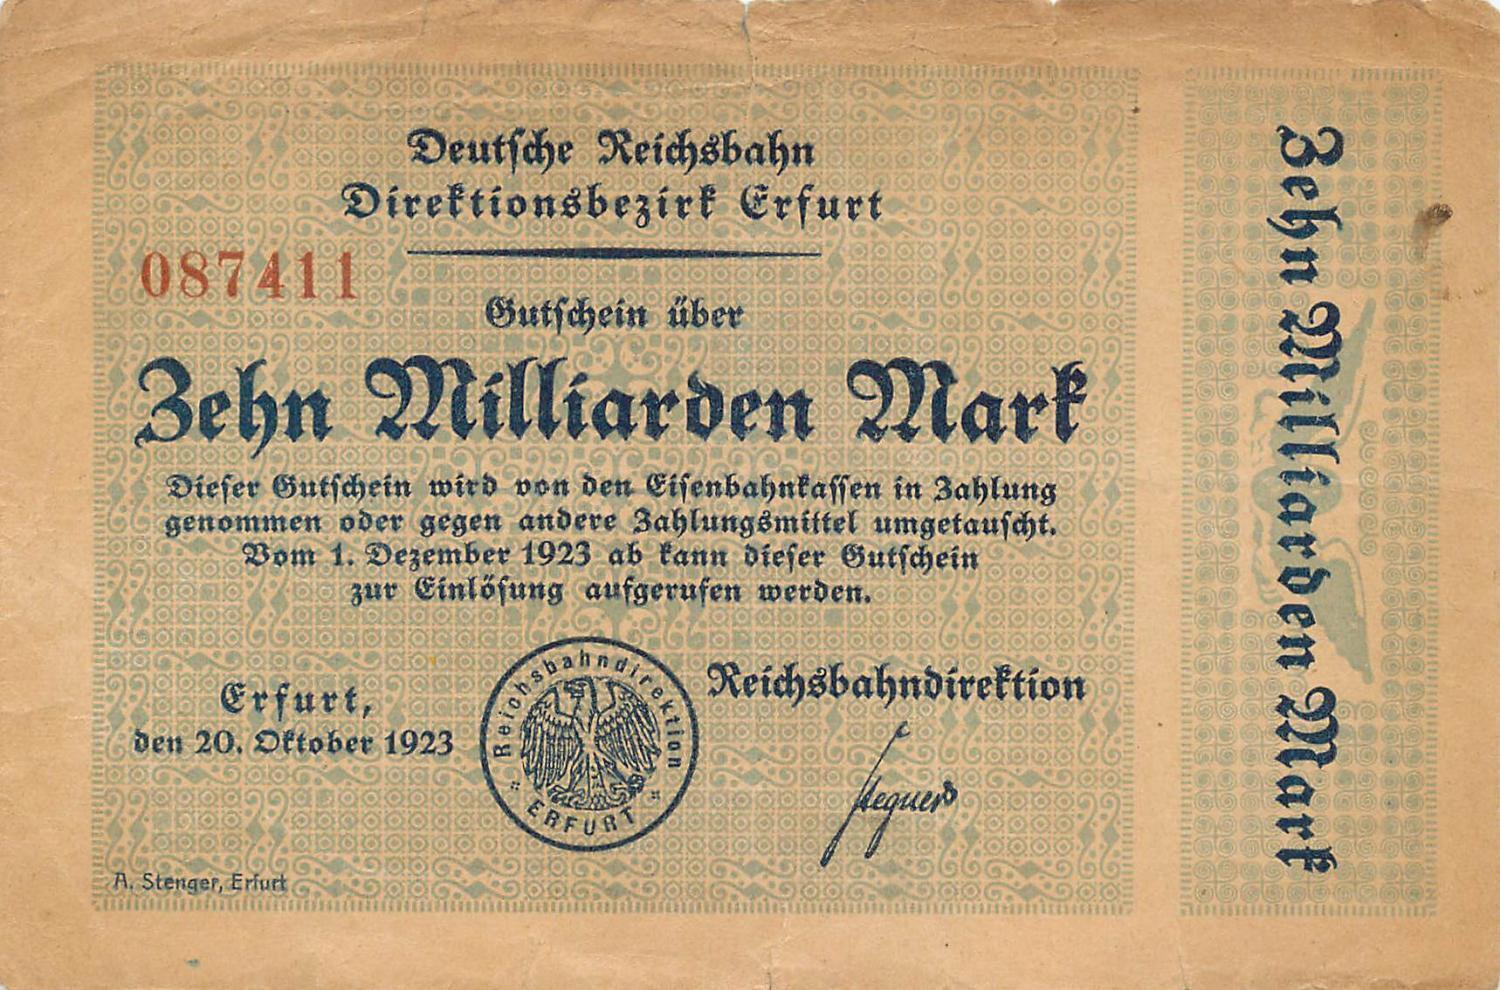 Deutsche Reichsbahn
Direktionsbezirk Erfurt
087411
Gutschein über
Zehn Milliarden Mark
Dieser Gutschein wird von den Eisenbahnkassen in Zahlung
genommen oder gegen andere Zahlungsmittel umgetauscht.
Vom 1. Dezember 1923 ab kann dieser Gutschein
zur Einlösung aufgerufen werden.
Erfurt,
den 20. Oktober 1923
Reichsbahndirektion
ERFURT
Reichsbahndirektion
A. Stenger, Erfurt
Zehn Milliarden Mark